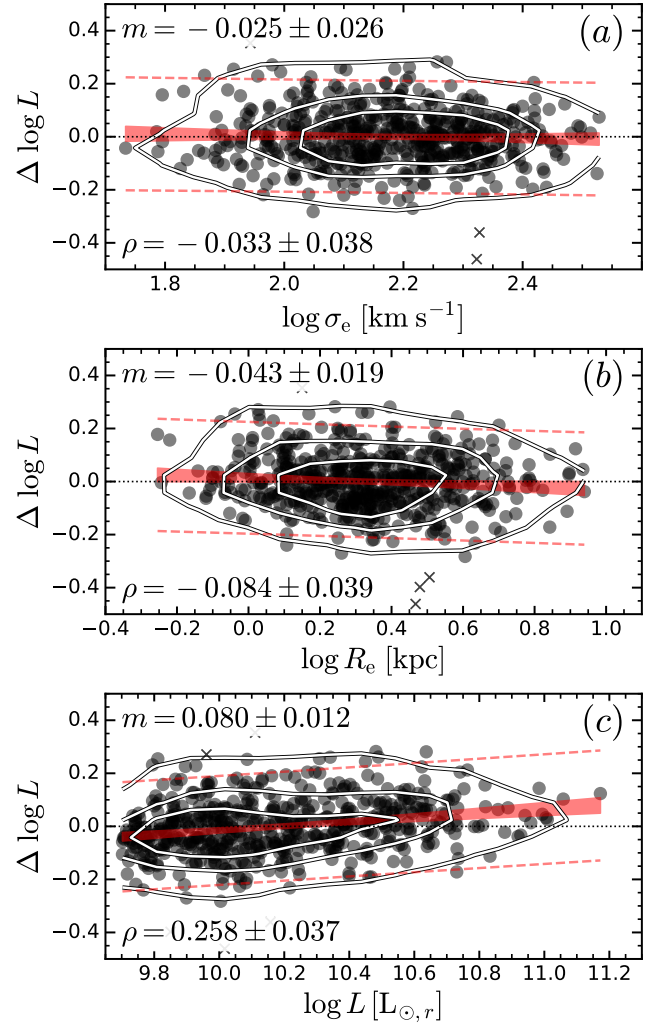 m = −0.025 ± 0.026 (a)
0.4
0.2
0.0
−0.2
−0.4
Δ log L
ρ = −0.033 ± 0.038
1.8 2.0 2.2 2.4
log σₑ [km s⁻¹]
m = −0.043 ± 0.019 (b)
0.4
0.2
0.0
−0.2
−0.4
Δ log L
ρ = −0.084 ± 0.039
−0.4 −0.2 0.0 0.2 0.4 0.6 0.8 1.0
log Rₑ [kpc]
m = 0.080 ± 0.012 (c)
0.4
0.2
0.0
−0.2
−0.4
Δ log L
ρ = 0.258 ± 0.037
9.8 10.0 10.2 10.4 10.6 10.8 11.0 11.2
log L [L⊙,r]